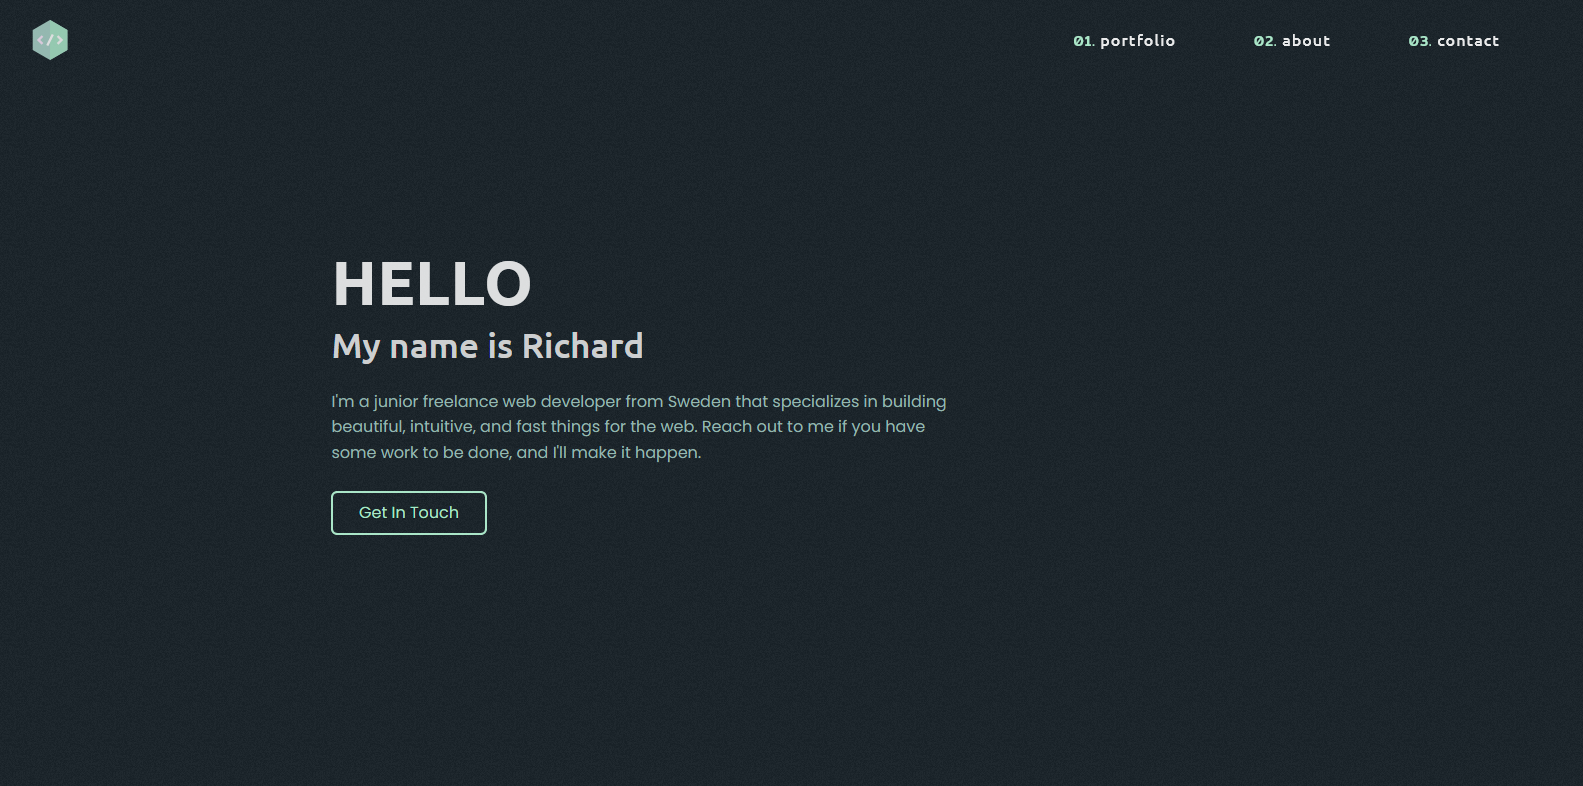 </>
01. portfolio
02. about
03. contact
HELLO
My name is Richard
I'm a junior freelance web developer from Sweden that specializes in building
beautiful, intuitive, and fast things for the web. Reach out to me if you have
some work to be done, and I'll make it happen.
Get In Touch